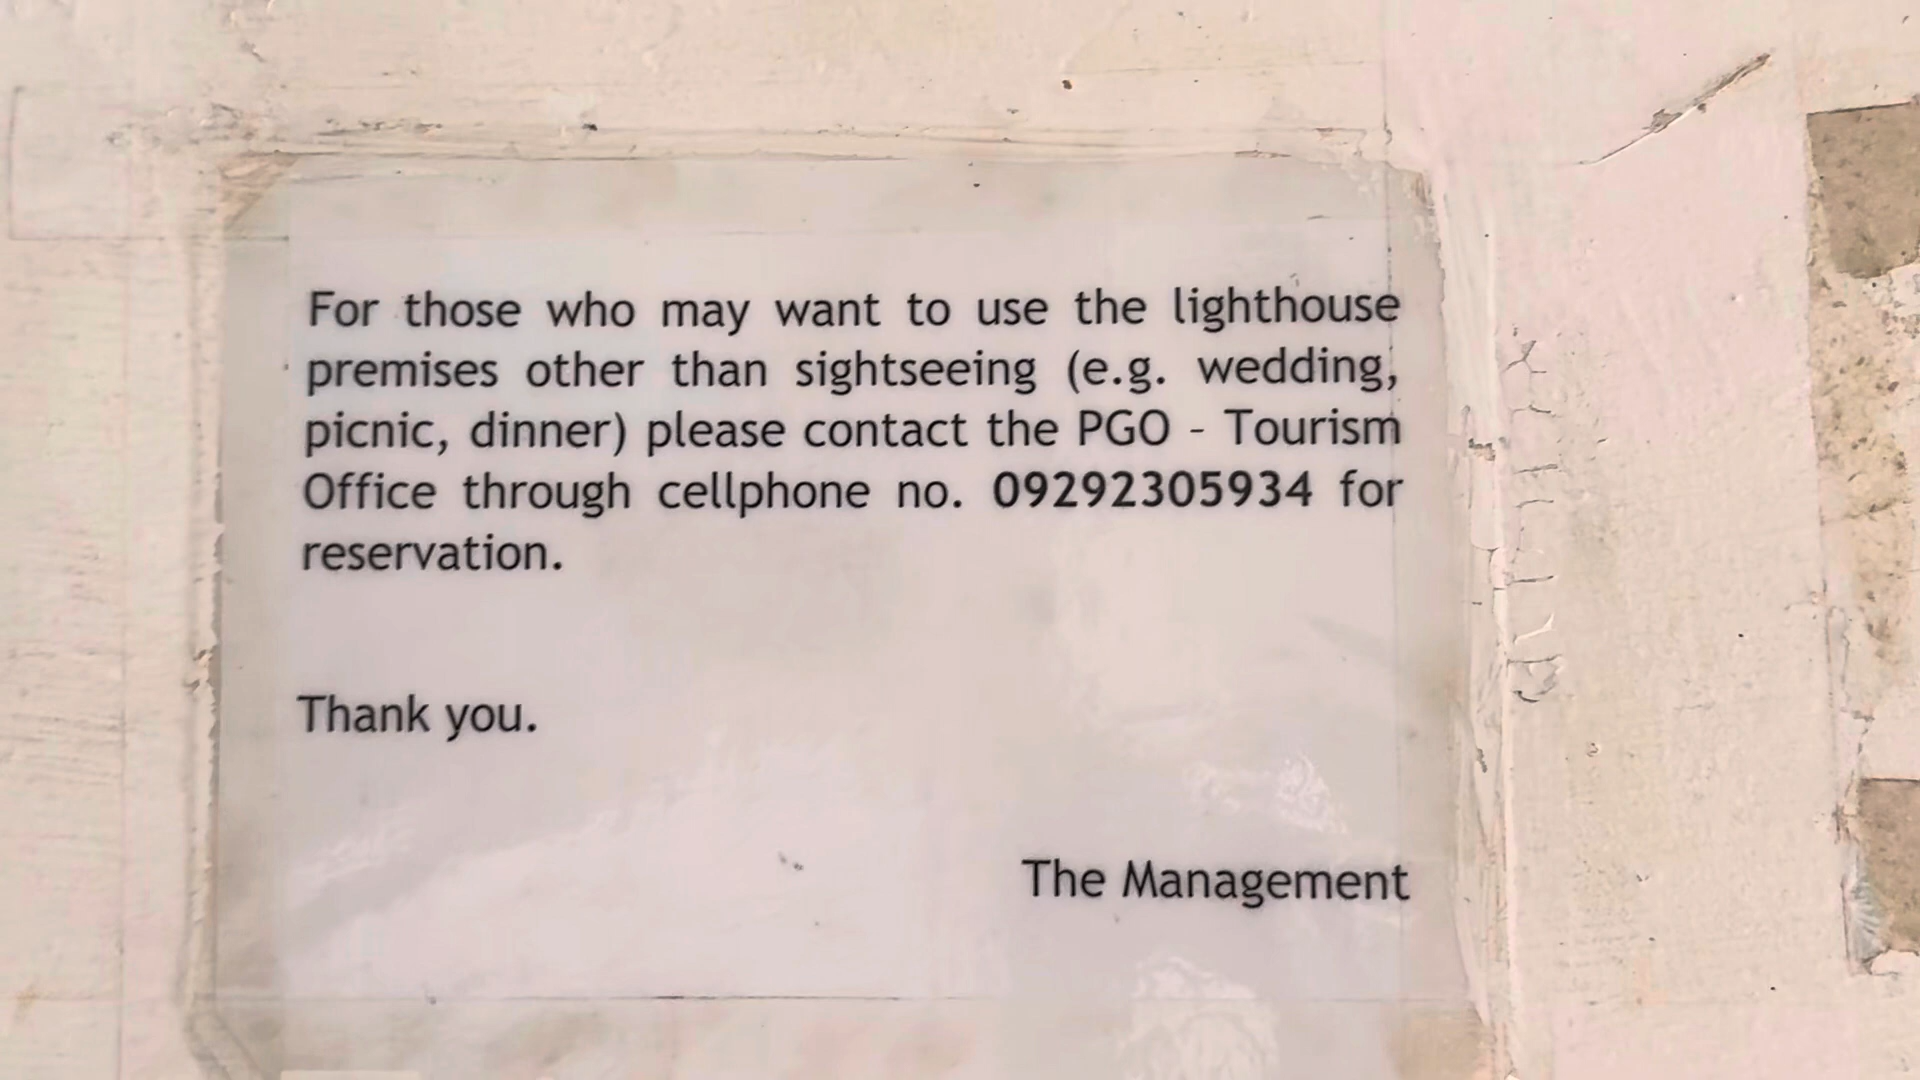 For those who may want to use the lighthouse
premises other than sightseeing (e.g. wedding,
picnic, dinner) please contact the PGO - Tourism
Office through cellphone no. 09292305934 for
reservation.
Thank you.
The Management